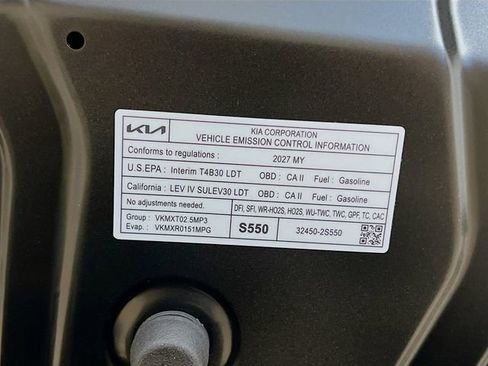 KIA
KIA CORPORATION
VEHICLE EMISSION CONTROL INFORMATION
Conforms to regulations : 2027 MY
U.S.EPA : Interim T4B30 LDT OBD : CA II Fuel : Gasoline
California : LEV IV SULEV30 LDT OBD : CA II Fuel : Gasoline
No adjustments needed. DFI, SFI, WR-HO2S, HO2S, WU-TWC, TWC, GPF, TC, CAC
Group : VKMXT02.5MP3
Evap. : VKMXR0151MPG
S550
32450-2S550